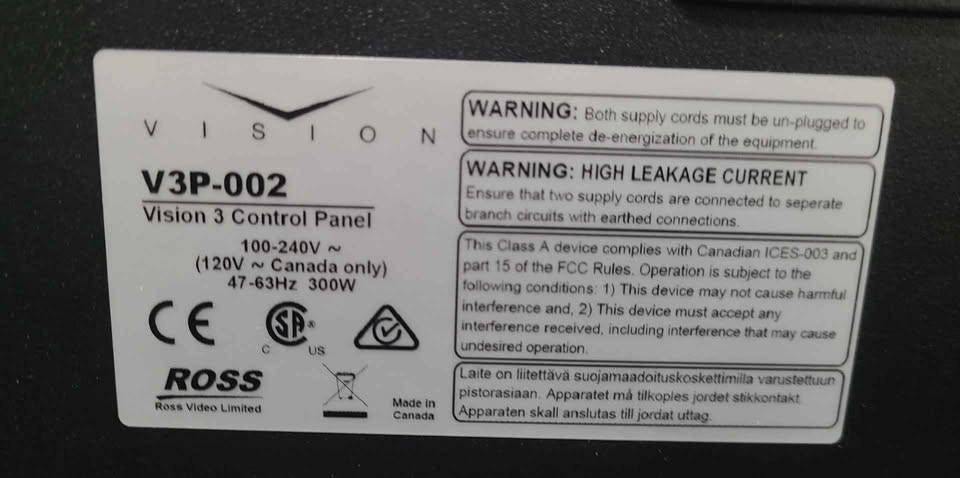 VISION
V3P-002
Vision 3 Control Panel
100-240V ~
(120V ~ Canada only)
47-63Hz 300W
CE
SA ®
C US
ROSS
Ross Video Limited
Made in
Canada
WARNING: Both supply cords must be un-plugged to
ensure complete de-energization of the equipment.
WARNING: HIGH LEAKAGE CURRENT
Ensure that two supply cords are connected to seperate
branch circuits with earthed connections.
This Class A device complies with Canadian ICES-003 and
part 15 of the FCC Rules. Operation is subject to the
following conditions: 1) This device may not cause harmful
interference and, 2) This device must accept any
interference received, including interference that may cause
undesired operation.
Laite on liitettävä suojamaadoituskoskettimilla varustettuun
pistorasiaan. Apparatet må tilkoples jordet stikkontakt.
Apparaten skall anslutas till jordat uttag.